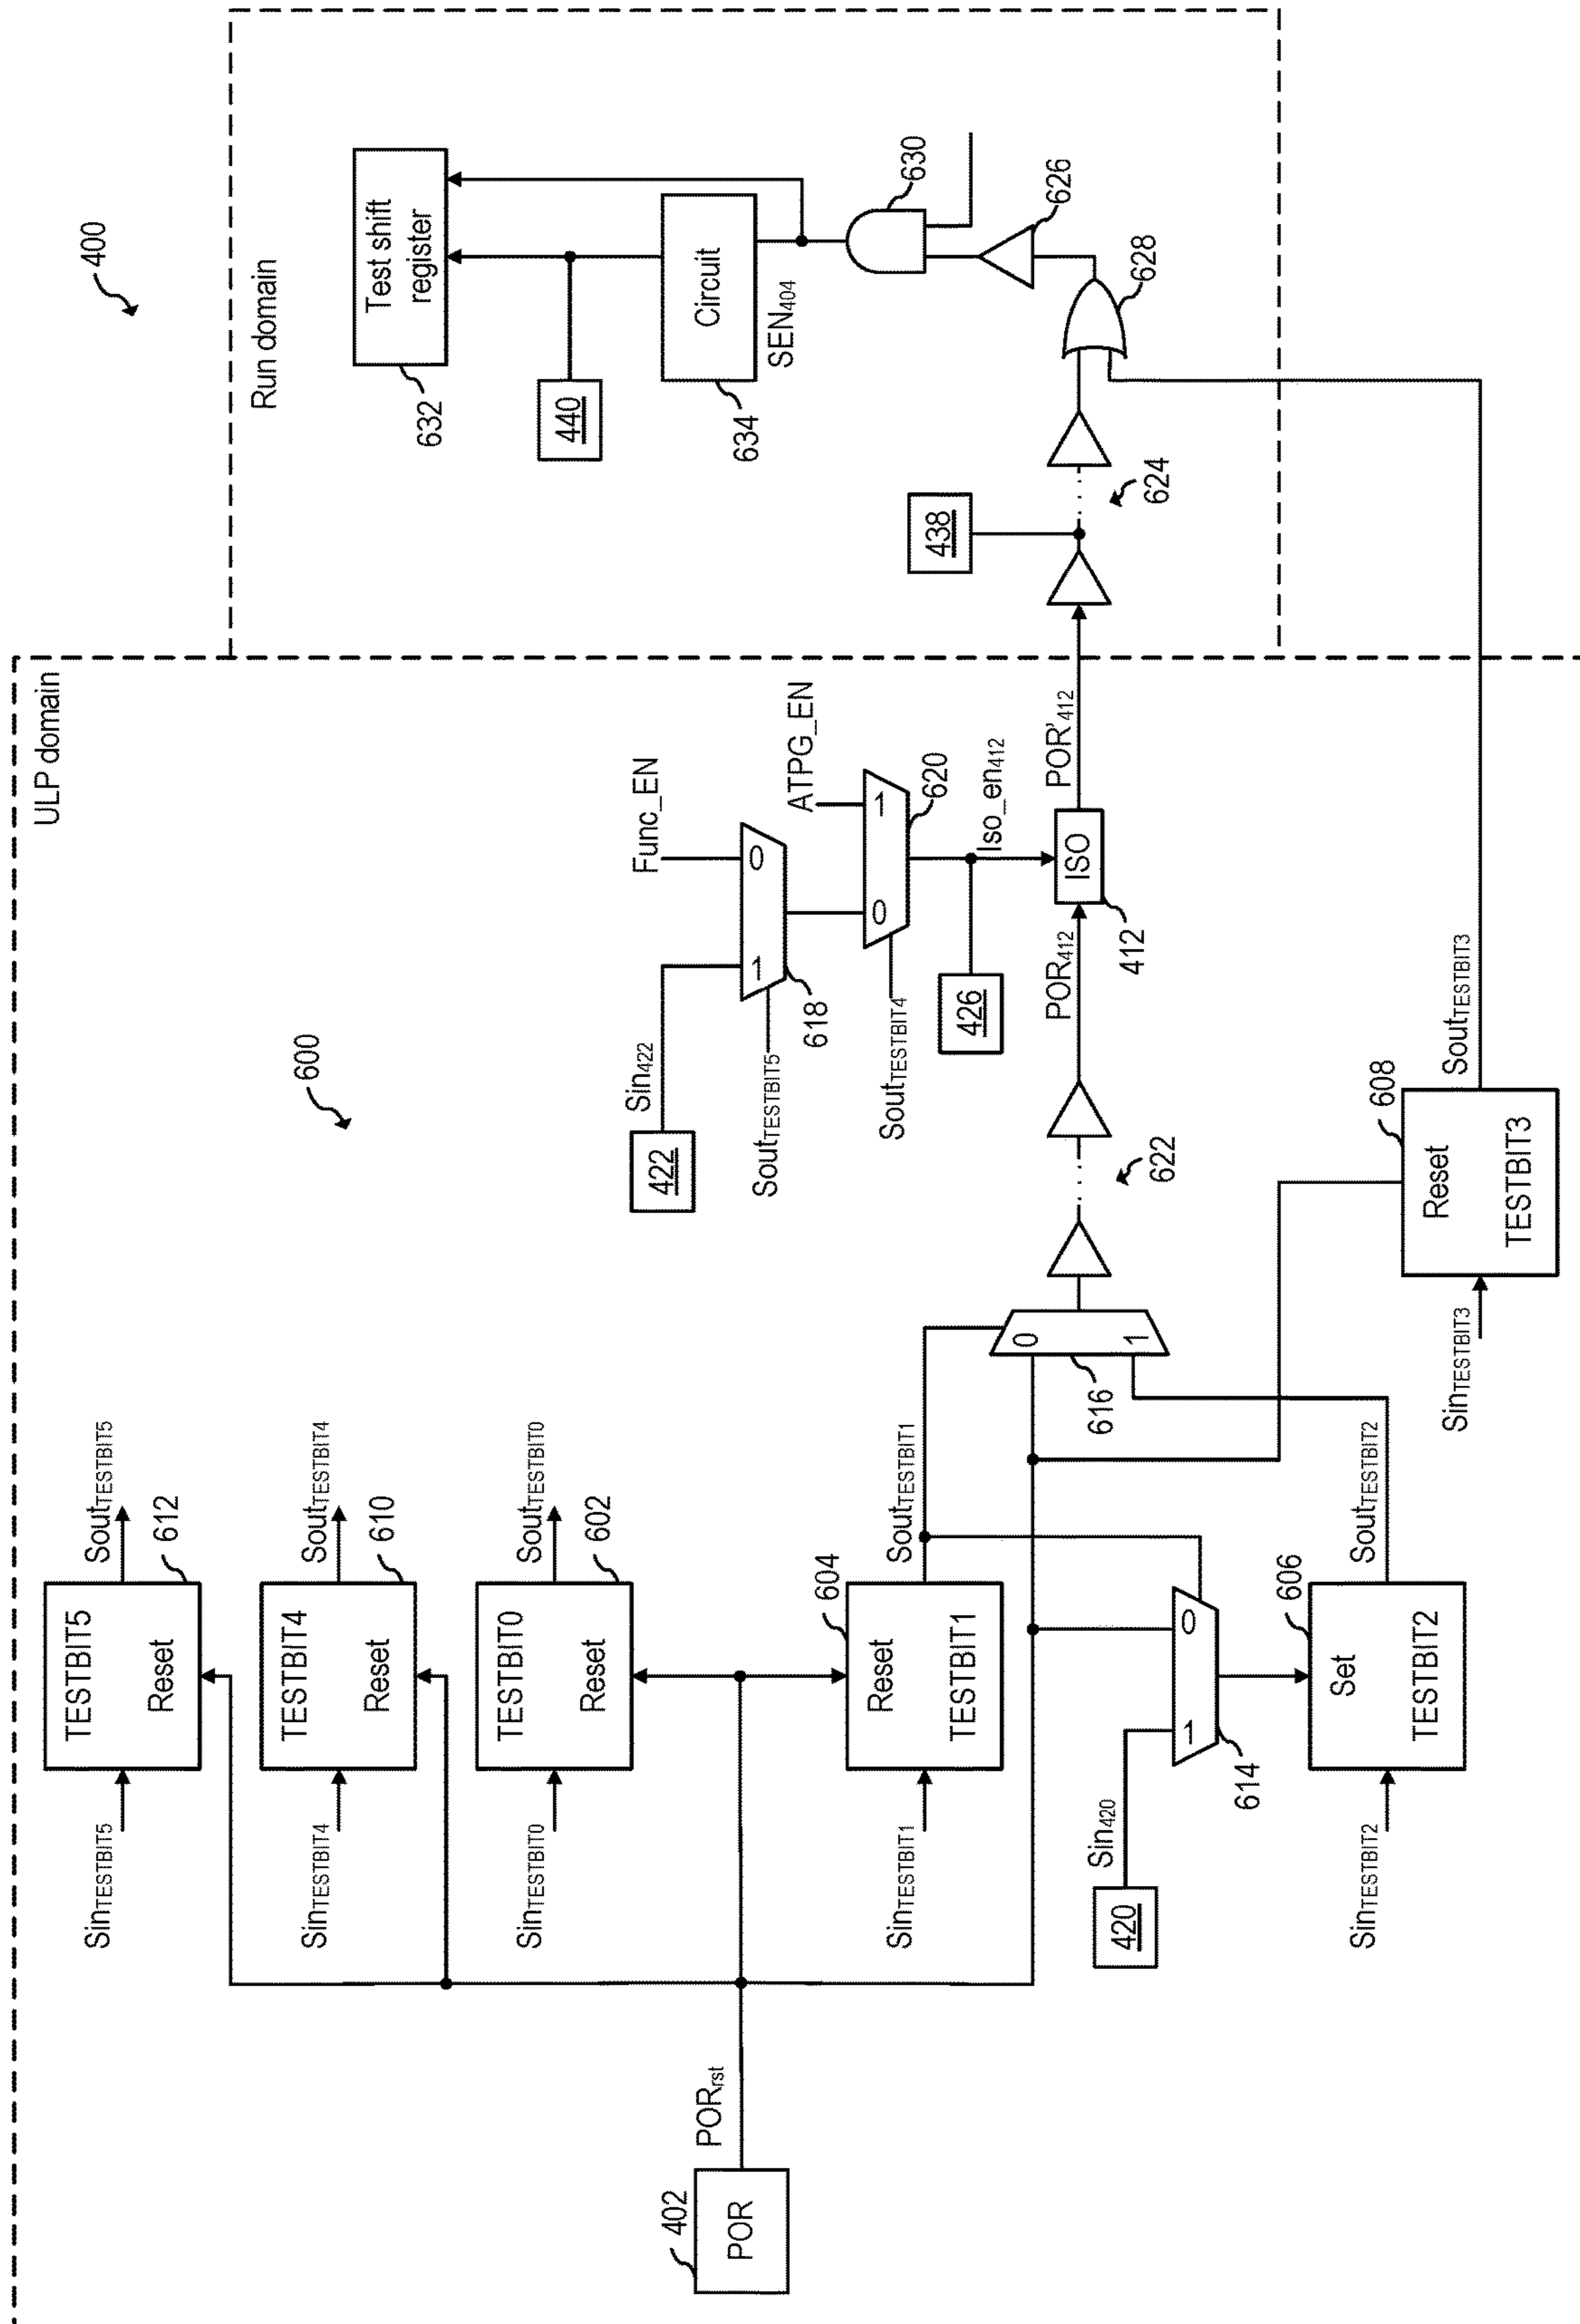 400
Run domain
Test shift
register
632
440
Circuit
634
SEN404
630
626
628
438
624
ULP domain
600
Func_EN
ATPG_EN
Sin422
422
1
0
618
SoutTESTBIT5
0
1
620
SoutTESTBIT4
426
Iso_en412
POR412
ISO
412
POR'412
622
SoutTESTBIT5
612
TESTBIT5
Reset
SinTESTBIT5
SoutTESTBIT4
610
TESTBIT4
Reset
SinTESTBIT4
SoutTESTBIT0
602
TESTBIT0
Reset
SinTESTBIT0
SoutTESTBIT1
604
Reset
TESTBIT1
SinTESTBIT1
0
1
616
Sin420
420
1
0
614
SoutTESTBIT2
606
Set
TESTBIT2
SinTESTBIT2
SoutTESTBIT3
608
Reset
TESTBIT3
SinTESTBIT3
PORrst
402
POR